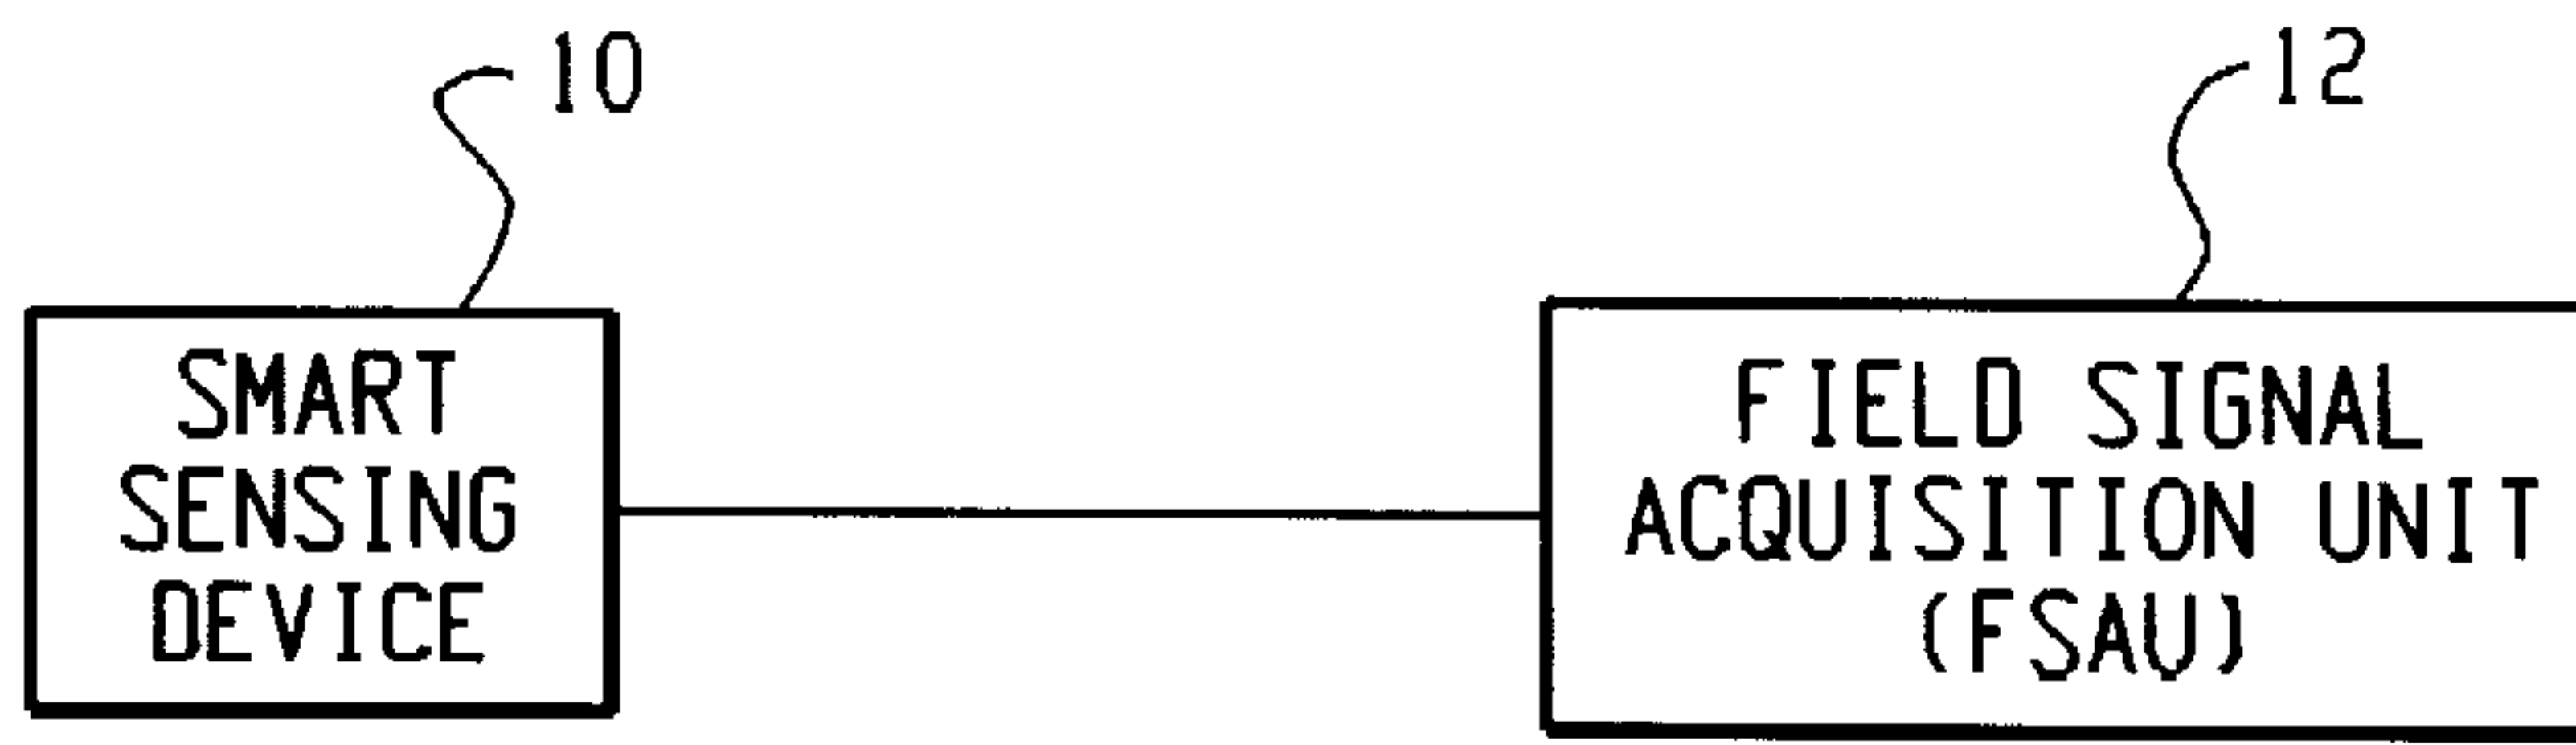 10
12
SMART
SENSING
DEVICE
FIELD SIGNAL
ACQUISITION UNIT
(FSAU)